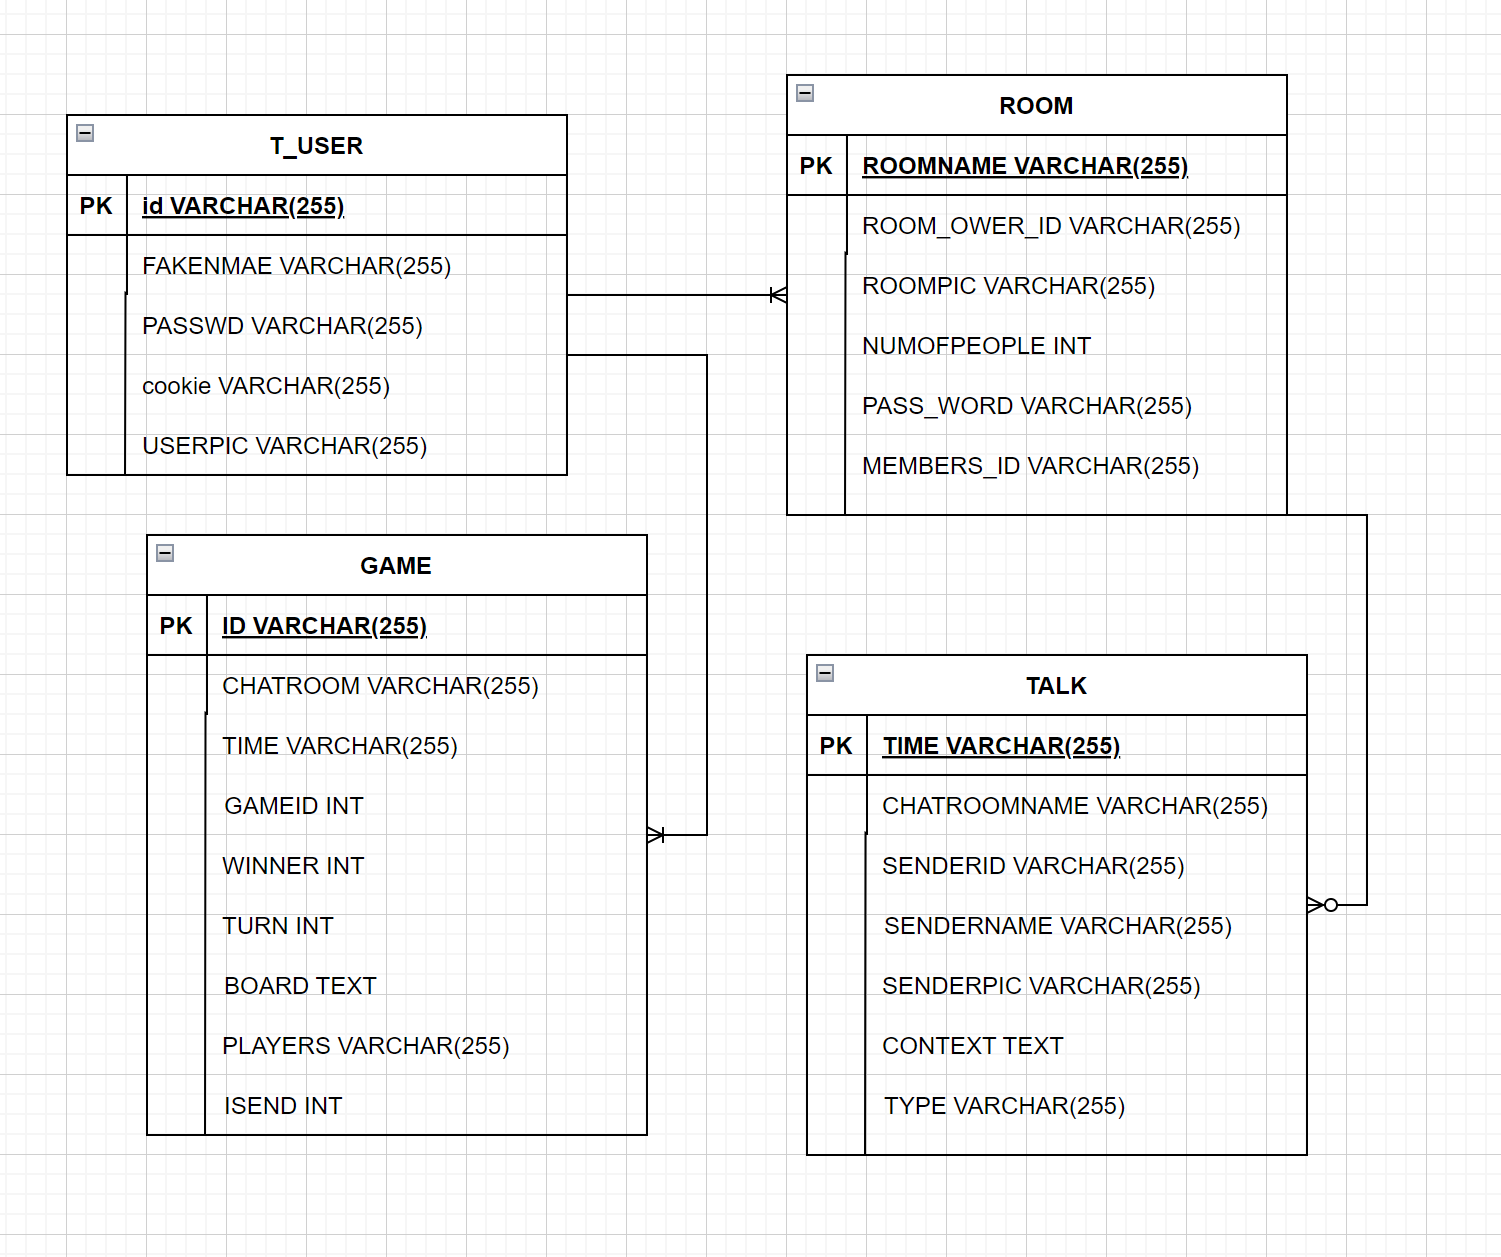 T_USER
PK id VARCHAR(255)
FAKENMAE VARCHAR(255)
PASSWD VARCHAR(255)
cookie VARCHAR(255)
USERPIC VARCHAR(255)
ROOM
PK ROOMNAME VARCHAR(255)
ROOM_OWER_ID VARCHAR(255)
ROOMPIC VARCHAR(255)
NUMOFPEOPLE INT
PASS_WORD VARCHAR(255)
MEMBERS_ID VARCHAR(255)
GAME
PK ID VARCHAR(255)
CHATROOM VARCHAR(255)
TIME VARCHAR(255)
GAMEID INT
WINNER INT
TURN INT
BOARD TEXT
PLAYERS VARCHAR(255)
ISEND INT
TALK
PK TIME VARCHAR(255)
CHATROOMNAME VARCHAR(255)
SENDERID VARCHAR(255)
SENDERNAME VARCHAR(255)
SENDERPIC VARCHAR(255)
CONTEXT TEXT
TYPE VARCHAR(255)